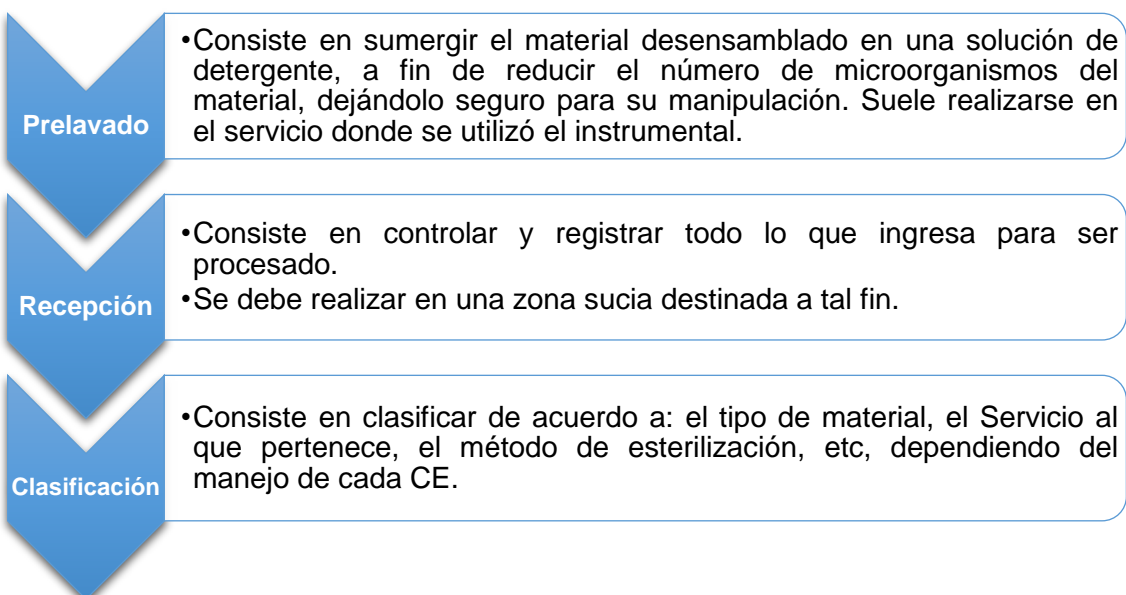 Prelavado
•Consiste en sumergir el material desensamblado en una solución de
detergente, a fin de reducir el número de microorganismos del
material, dejándolo seguro para su manipulación. Suele realizarse en
el servicio donde se utilizó el instrumental.
Recepción
•Consiste en controlar y registrar todo lo que ingresa para ser
procesado.
•Se debe realizar en una zona sucia destinada a tal fin.
Clasificación
•Consiste en clasificar de acuerdo a: el tipo de material, el Servicio al
que pertenece, el método de esterilización, etc, dependiendo del
manejo de cada CE.